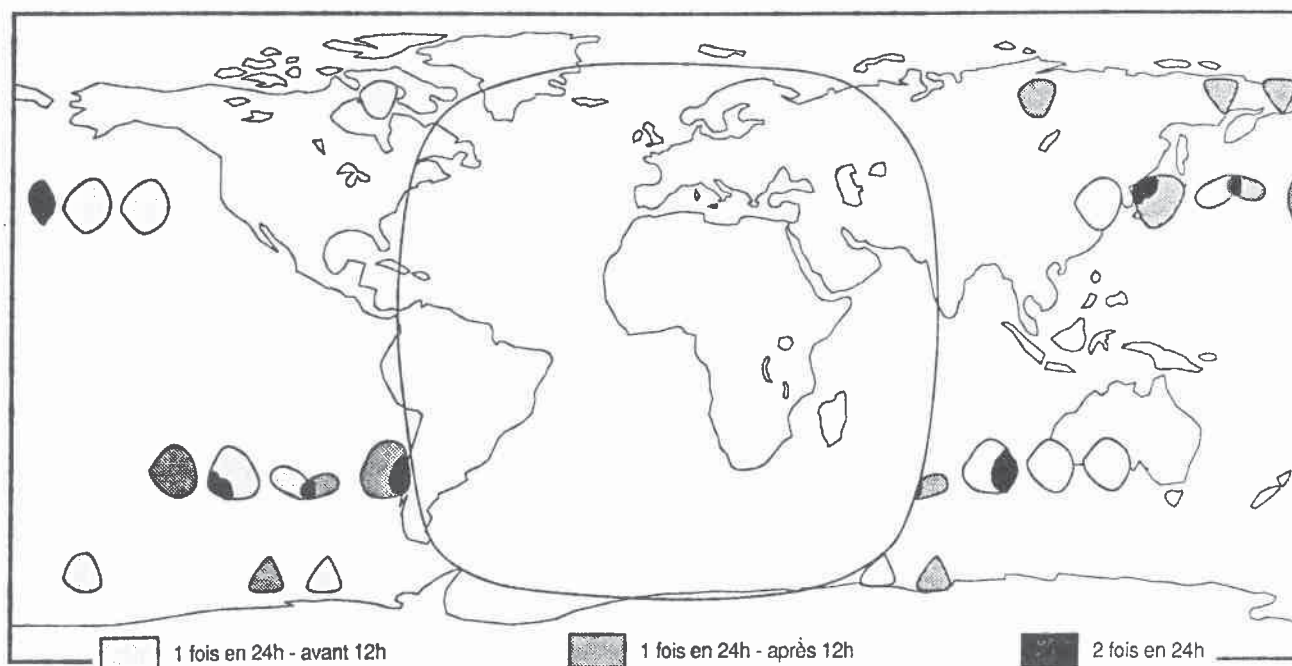 1 fois en 24h - avant 12h
1 fois en 24h - après 12h
2 fois en 24h